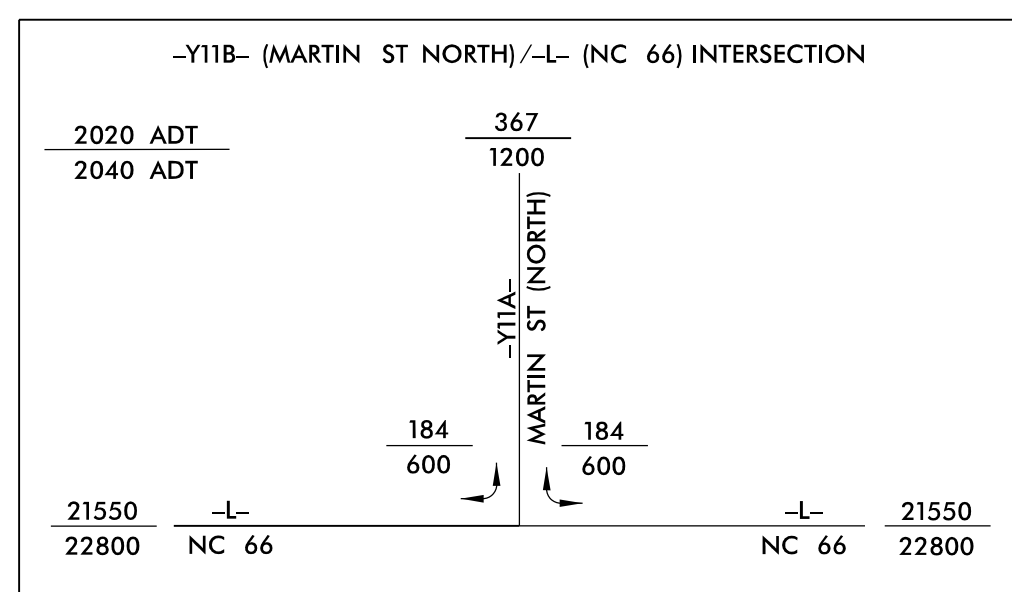 –Y11B– (MARTIN ST NORTH)/–L– (NC 66) INTERSECTION
2020 ADT
2040 ADT
367
1200
–Y11A–
MARTIN ST (NORTH)
184
600
184
600
21550
22800
–L–
NC 66
–L–
NC 66
21550
22800